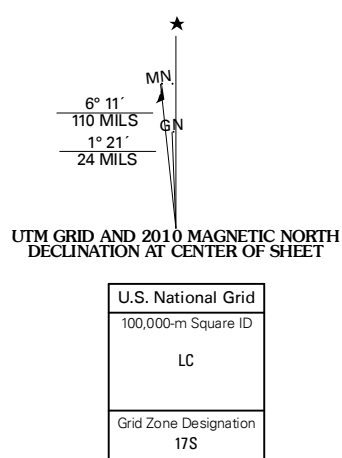 ★
MN
6° 11´
110 MILS
GN
1° 21´
24 MILS
UTM GRID AND 2010 MAGNETIC NORTH
DECLINATION AT CENTER OF SHEET
U.S. National Grid
100,000-m Square ID
LC
Grid Zone Designation
17S